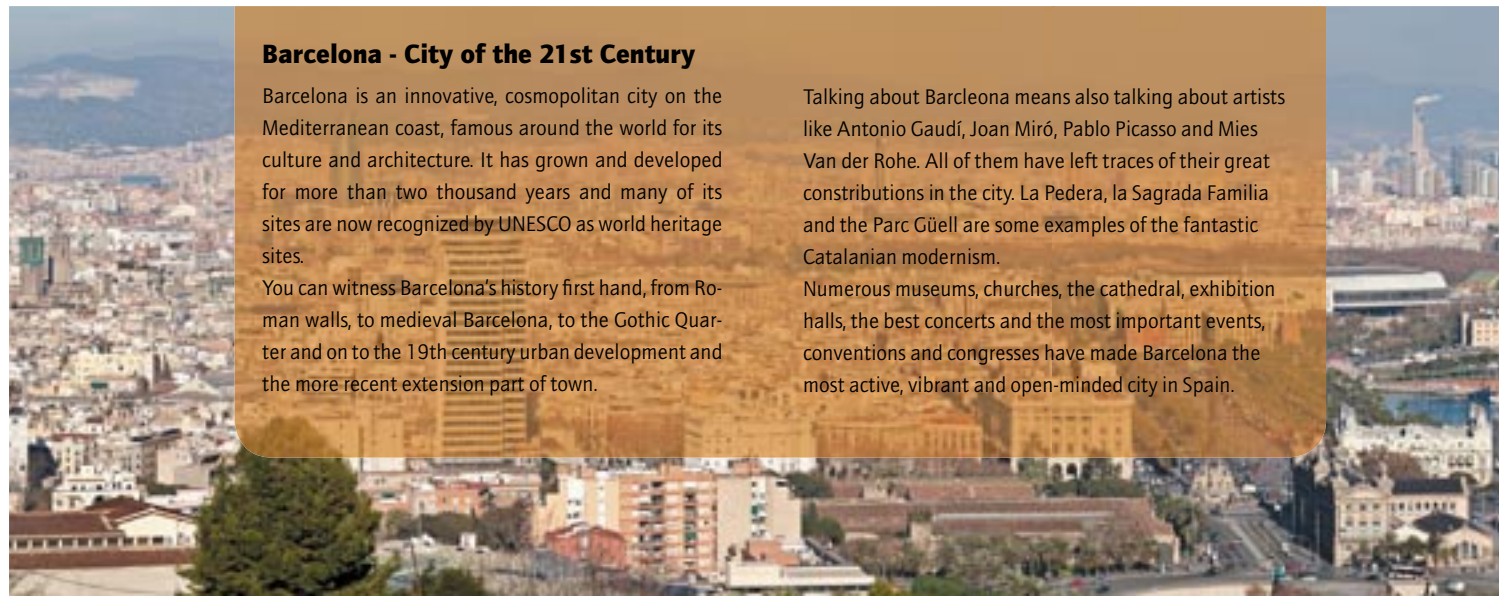 Barcelona - City of the 21st Century
Barcelona is an innovative, cosmopolitan city on the
Mediterranean coast, famous around the world for its
culture and architecture. It has grown and developed
for more than two thousand years and many of its
sites are now recognized by UNESCO as world heritage
sites.
You can witness Barcelona's history first hand, from Ro-
man walls, to medieval Barcelona, to the Gothic Quar-
ter and on to the 19th century urban development and
the more recent extension part of town.
Talking about Barcleona means also talking about artists
like Antonio Gaudí, Joan Miró, Pablo Picasso and Mies
Van der Rohe. All of them have left traces of their great
constributions in the city. La Pedera, la Sagrada Familia
and the Parc Güell are some examples of the fantastic
Catalanian modernism.
Numerous museums, churches, the cathedral, exhibition
halls, the best concerts and the most important events,
conventions and congresses have made Barcelona the
most active, vibrant and open-minded city in Spain.